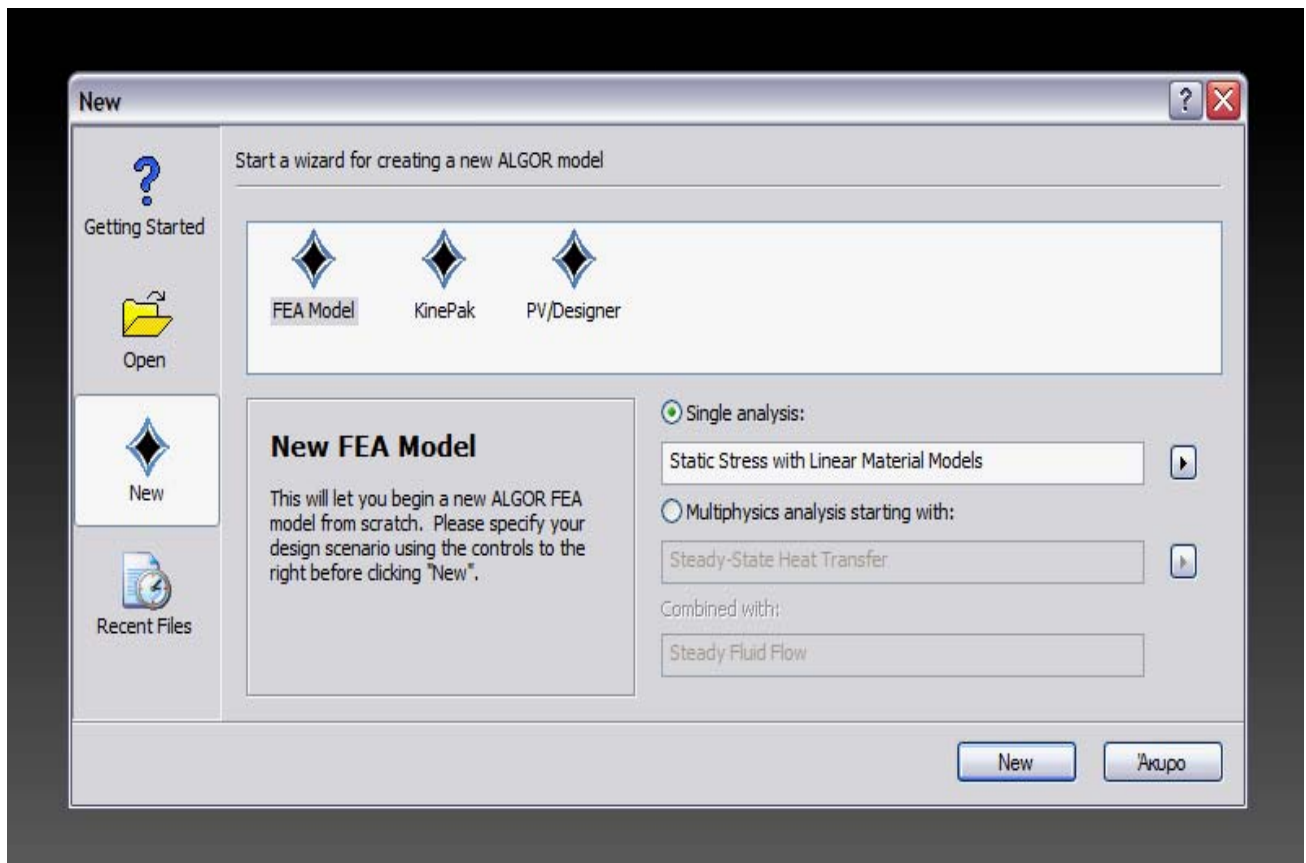 New
?
Getting Started
Open
New
Recent Files
Start a wizard for creating a new ALGOR model
FEA Model
KinePak
PV/Designer
New FEA Model
This will let you begin a new ALGOR FEA
model from scratch. Please specify your
design scenario using the controls to the
right before clicking "New".
Single analysis:
Static Stress with Linear Material Models
Multiphysics analysis starting with:
Steady-State Heat Transfer
Combined with:
Steady Fluid Flow
New
Άκυρο